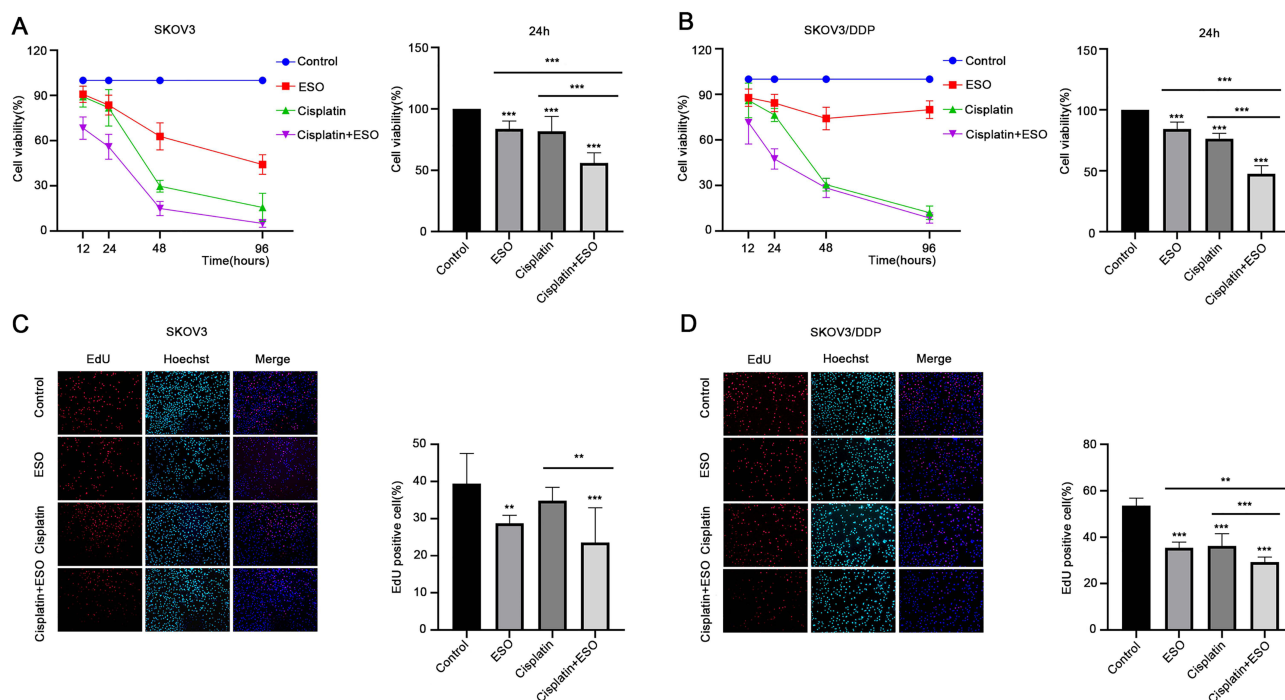 A
SKOV3
120
90
60
30
0
Cell viability(%)
12
24
48
96
Time(hours)
Control
ESO
Cisplatin
Cisplatin+ESO
24h
150
100
50
0
Cell viability(%)
***
***
***
***
***
Control
ESO
Cisplatin
Cisplatin+ESO
B
SKOV3/DDP
120
90
60
30
0
Cell viability(%)
12
24
48
96
Time(hours)
Control
ESO
Cisplatin
Cisplatin+ESO
24h
150
100
50
0
Cell viability(%)
***
***
***
***
***
Control
ESO
Cisplatin
Cisplatin+ESO
C
SKOV3
EdU
Hoechst
Merge
Control
ESO
Cisplatin
Cisplatin+ESO
50
40
30
20
10
0
EdU positive cell(%)
**
**
***
Control
ESO
Cisplatin
Cisplatin+ESO
D
SKOV3/DDP
EdU
Hoechst
Merge
Control
ESO
Cisplatin
Cisplatin+ESO
80
60
40
20
0
EdU positive cell(%)
**
***
***
***
***
Control
ESO
Cisplatin
Cisplatin+ESO